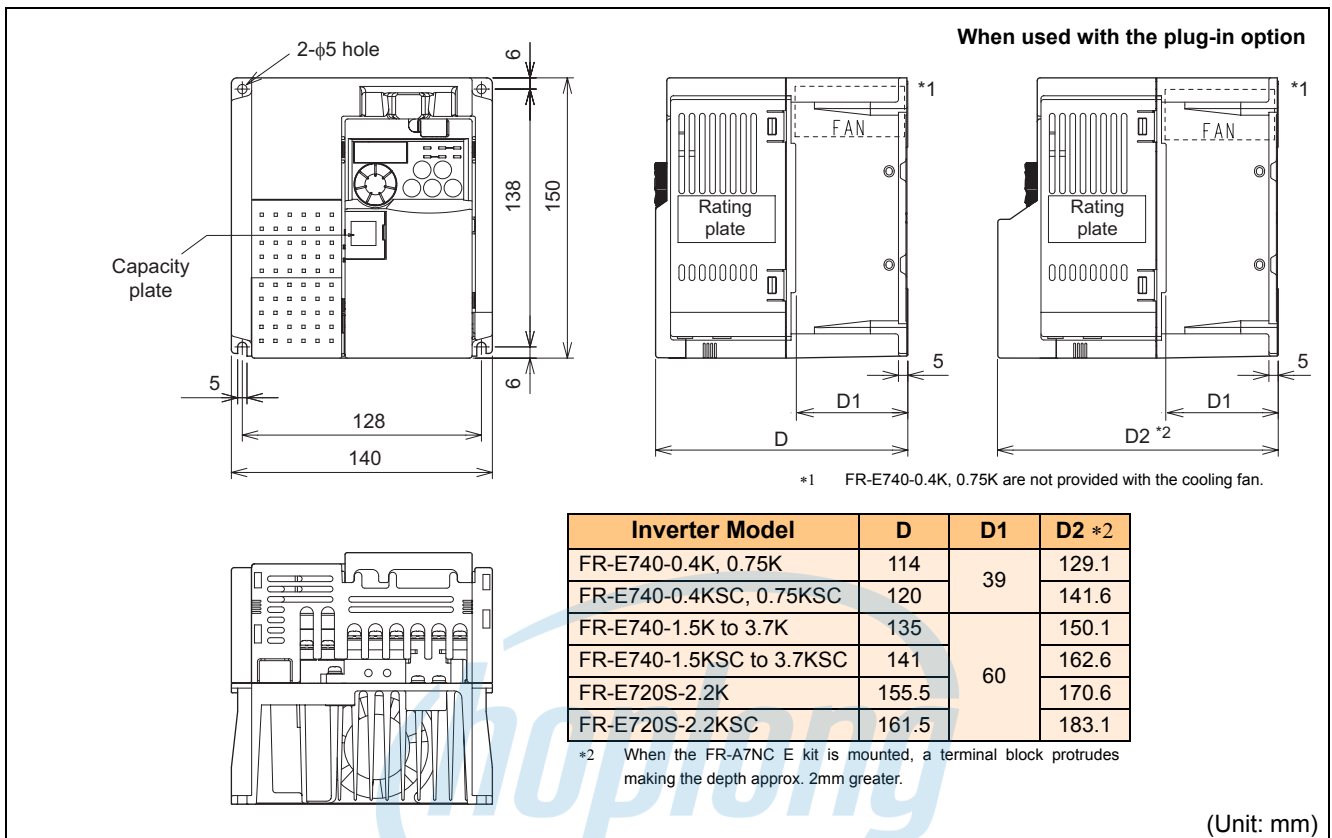 When used with the plug-in option
2-ϕ5 hole
Capacity
plate
6
138
150
6
5
128
140
*1
FAN
Rating
plate
5
D1
D
*1
FAN
Rating
plate
5
D1
D2 *2
*1 FR-E740-0.4K, 0.75K are not provided with the cooling fan.
Inverter Model D D1 D2 *2
FR-E740-0.4K, 0.75K 114 39 129.1
FR-E740-0.4KSC, 0.75KSC 120 141.6
FR-E740-1.5K to 3.7K 135 60 150.1
FR-E740-1.5KSC to 3.7KSC 141 162.6
FR-E720S-2.2K 155.5 170.6
FR-E720S-2.2KSC 161.5 183.1
*2 When the FR-A7NC E kit is mounted, a terminal block protrudes
making the depth approx. 2mm greater.
hoplong
(Unit: mm)